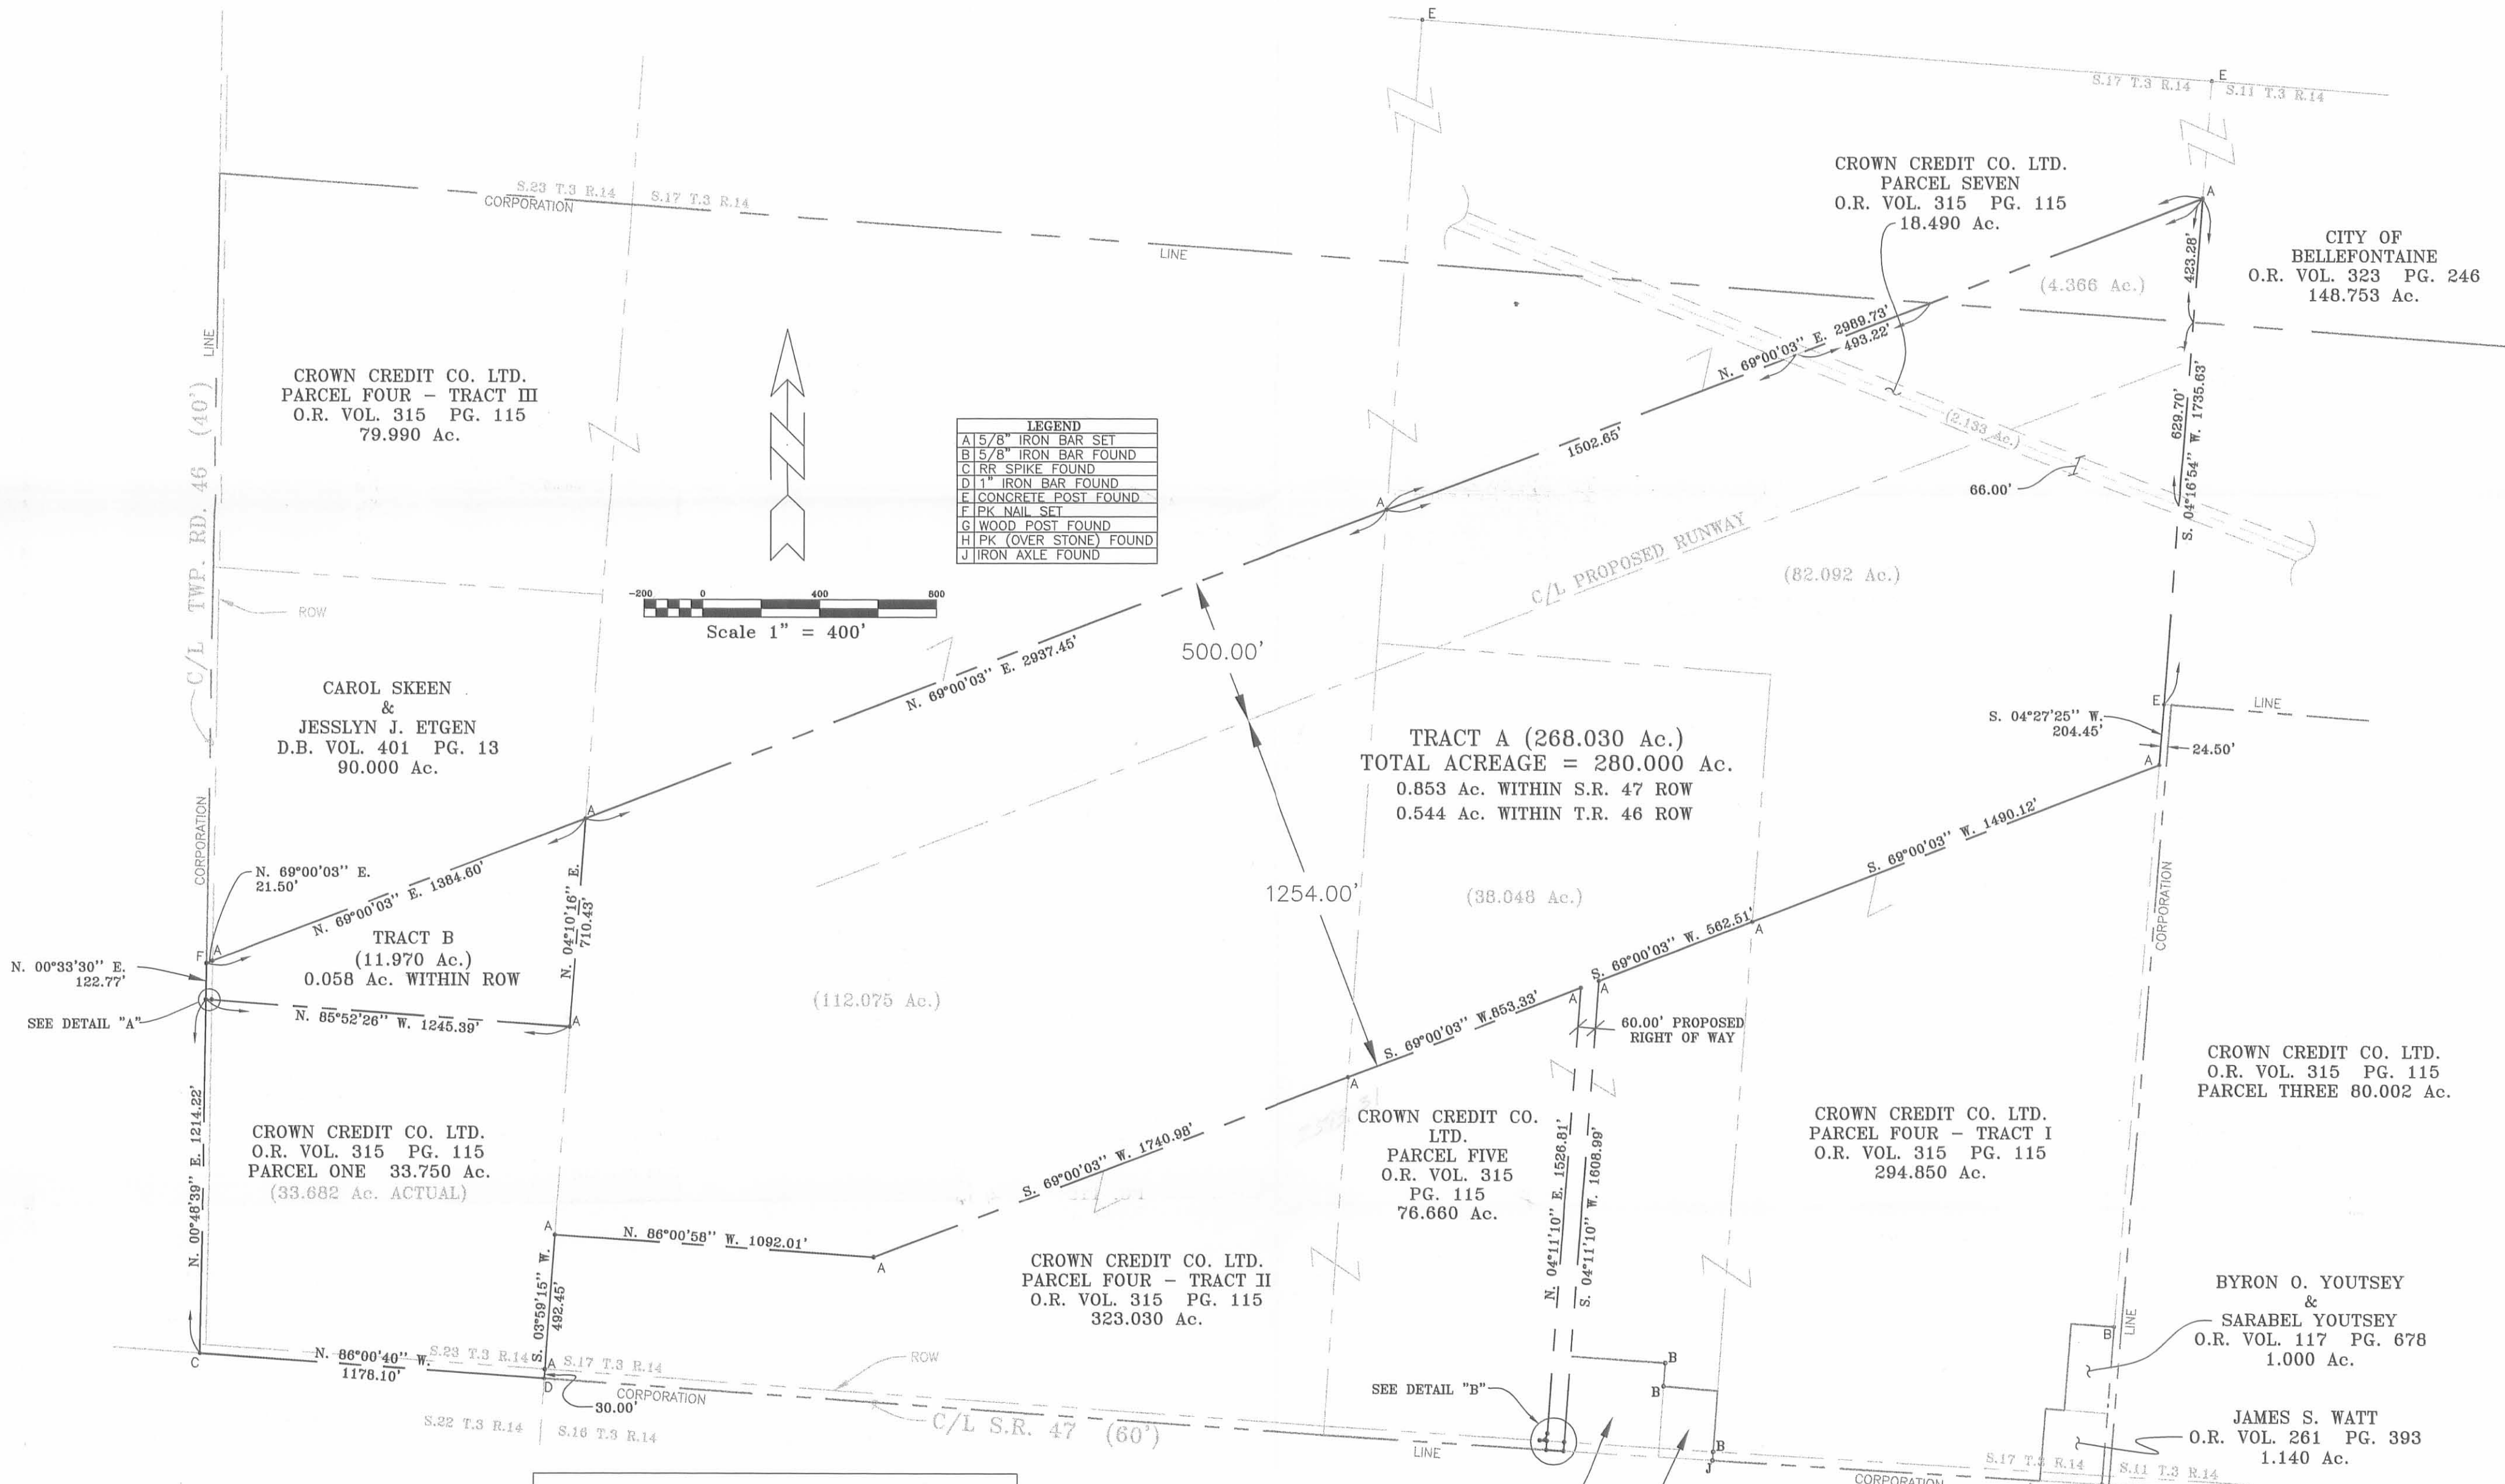 E
E
S.17 T.3 R.14
S.11 T.3 R.14
CROWN CREDIT CO. LTD.
PARCEL SEVEN
O.R. VOL. 315 PG. 115
18.490 Ac.
A
CITY OF
BELLEFONTAINE
O.R. VOL. 323 PG. 246
148.753 Ac.
423.28'
(4.366 Ac.)
S.23 T.3 R.14
S.17 T.3 R.14
CORPORATION
LINE
LINE
C/L TWP. RD. 46 (40')
CROWN CREDIT CO. LTD.
PARCEL FOUR - TRACT III
O.R. VOL. 315 PG. 115
79.990 Ac.
N. 69°00'03" E. 2989.73'
493.22'
1502.65'
629.70'
S. 04°16'54" W. 1735.63'
(2.133 Ac.)
66.00'
LEGEND
A 5/8" IRON BAR SET
B 5/8" IRON BAR FOUND
C RR SPIKE FOUND
D 1" IRON BAR FOUND
E CONCRETE POST FOUND
F PK NAIL SET
G WOOD POST FOUND
H PK (OVER STONE) FOUND
J IRON AXLE FOUND
A
C/L PROPOSED RUNWAY
(82.092 Ac.)
-200 0 400 800
Scale 1" = 400'
ROW
500.00'
N. 69°00'03" E. 2937.45'
CAROL SKEEN
&
JESSLYN J. ETGEN
D.B. VOL. 401 PG. 13
90.000 Ac.
E
LINE
S. 04°27'25" W.
204.45'
24.50'
A
TRACT A (268.030 Ac.)
TOTAL ACREAGE = 280.000 Ac.
0.853 Ac. WITHIN S.R. 47 ROW
0.544 Ac. WITHIN T.R. 46 ROW
CORPORATION
A
N. 69°00'03" E.
21.50'
N. 69°00'03" E. 1384.60'
N. 04°10'16" E.
710.43'
1254.00'
(38.048 Ac.)
S. 69°00'03" W. 1490.12'
S. 69°00'03" W. 562.51'
A
CORPORATION
F
A
TRACT B
(11.970 Ac.)
0.058 Ac. WITHIN ROW
N. 00°33'30" E.
122.77'
SEE DETAIL "A"
N. 85°52'26" W. 1245.39'
A
(112.075 Ac.)
S. 69°00'03" W. 853.33'
A
A
A
60.00' PROPOSED
RIGHT OF WAY
CROWN CREDIT CO. LTD.
O.R. VOL. 315 PG. 115
PARCEL THREE 80.002 Ac.
N. 00°48'39" E. 1214.22'
CROWN CREDIT CO. LTD.
O.R. VOL. 315 PG. 115
PARCEL ONE 33.750 Ac.
(33.682 Ac. ACTUAL)
S. 69°00'03" W. 1740.98'
CROWN CREDIT CO.
LTD.
PARCEL FIVE
O.R. VOL. 315
PG. 115
76.660 Ac.
N. 04°11'10" E. 1526.81'
S. 04°11'10" W. 1608.99'
CROWN CREDIT CO. LTD.
PARCEL FOUR - TRACT I
O.R. VOL. 315 PG. 115
294.850 Ac.
A
N. 86°00'58" W. 1092.01'
A
S. 03°59'15" W.
492.45'
CROWN CREDIT CO. LTD.
PARCEL FOUR - TRACT II
O.R. VOL. 315 PG. 115
323.030 Ac.
BYRON O. YOUTSEY
&
SARABEL YOUTSEY
O.R. VOL. 117 PG. 678
1.000 Ac.
B
LINE
C
N. 86°00'40" W.
1178.10'
S.23 T.3 R.14
A
S.17 T.3 R.14
D
30.00'
CORPORATION
ROW
C/L S.R. 47 (60')
S.22 T.3 R.14
S.16 T.3 R.14
B
B
SEE DETAIL "B"
LINE
B
J
JAMES S. WATT
O.R. VOL. 261 PG. 393
1.140 Ac.
S.17 T.3 R.14
S.11 T.3 R.14
CORPORATION